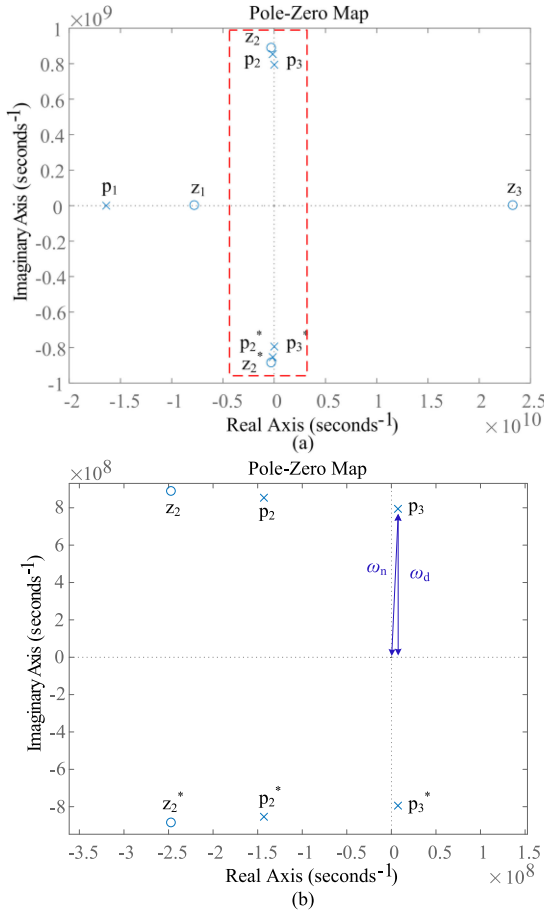 Pole-Zero Map
×10⁹
1
0.8
0.6
0.4
0.2
0
-0.2
-0.4
-0.6
-0.8
-1
Imaginary Axis (seconds⁻¹)
z₂
p₂ p₃
p₁ z₁ z₃
p₂* p₃*
z₂*
-2 -1.5 -1 -0.5 0 0.5 1 1.5 2 2.5
Real Axis (seconds⁻¹)
×10¹⁰
(a)
Pole-Zero Map
×10⁸
8
6
4
2
0
-2
-4
-6
-8
Imaginary Axis (seconds⁻¹)
z₂ p₂ p₃
ωₙ ω_d
z₂* p₂* p₃*
-3.5 -3 -2.5 -2 -1.5 -1 -0.5 0 0.5 1 1.5
Real Axis (seconds⁻¹)
×10⁸
(b)